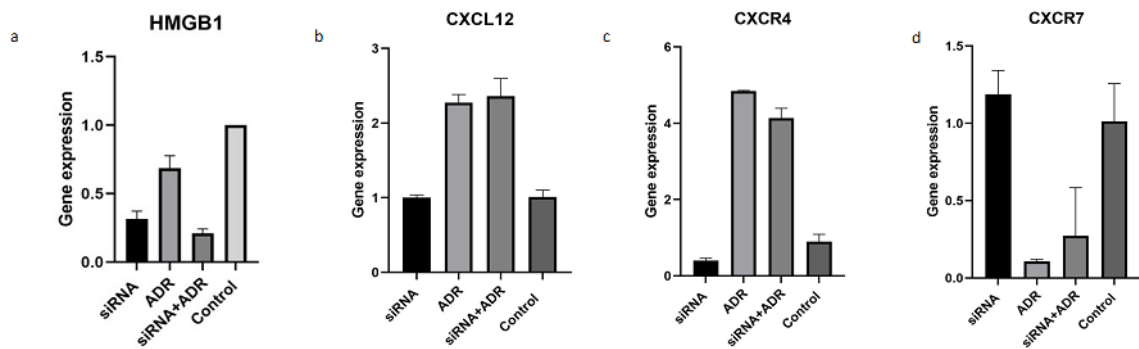 a
HMGB1
Gene expression
1.5
1.0
0.5
0.0
siRNA
ADR
siRNA+ADR
Control
b
CXCL12
Gene expression
3
2
1
0
siRNA
ADR
siRNA+ADR
Control
c
CXCR4
Gene expression
6
4
2
0
siRNA
ADR
siRNA+ADR
Control
d
CXCR7
Gene expression
1.5
1.0
0.5
0.0
siRNA
ADR
siRNA+ADR
Control